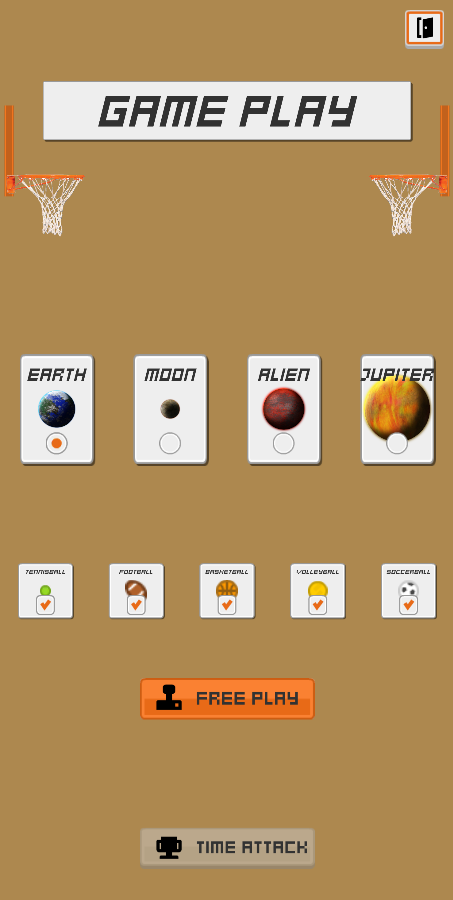 GAME PLAY
EARTH
MOON
ALIEN
JUPITER
TENNISBALL
FOOTBALL
BASKETBALL
VOLLEYBALL
SOCCERBALL
FREE PLAY
TIME ATTACK